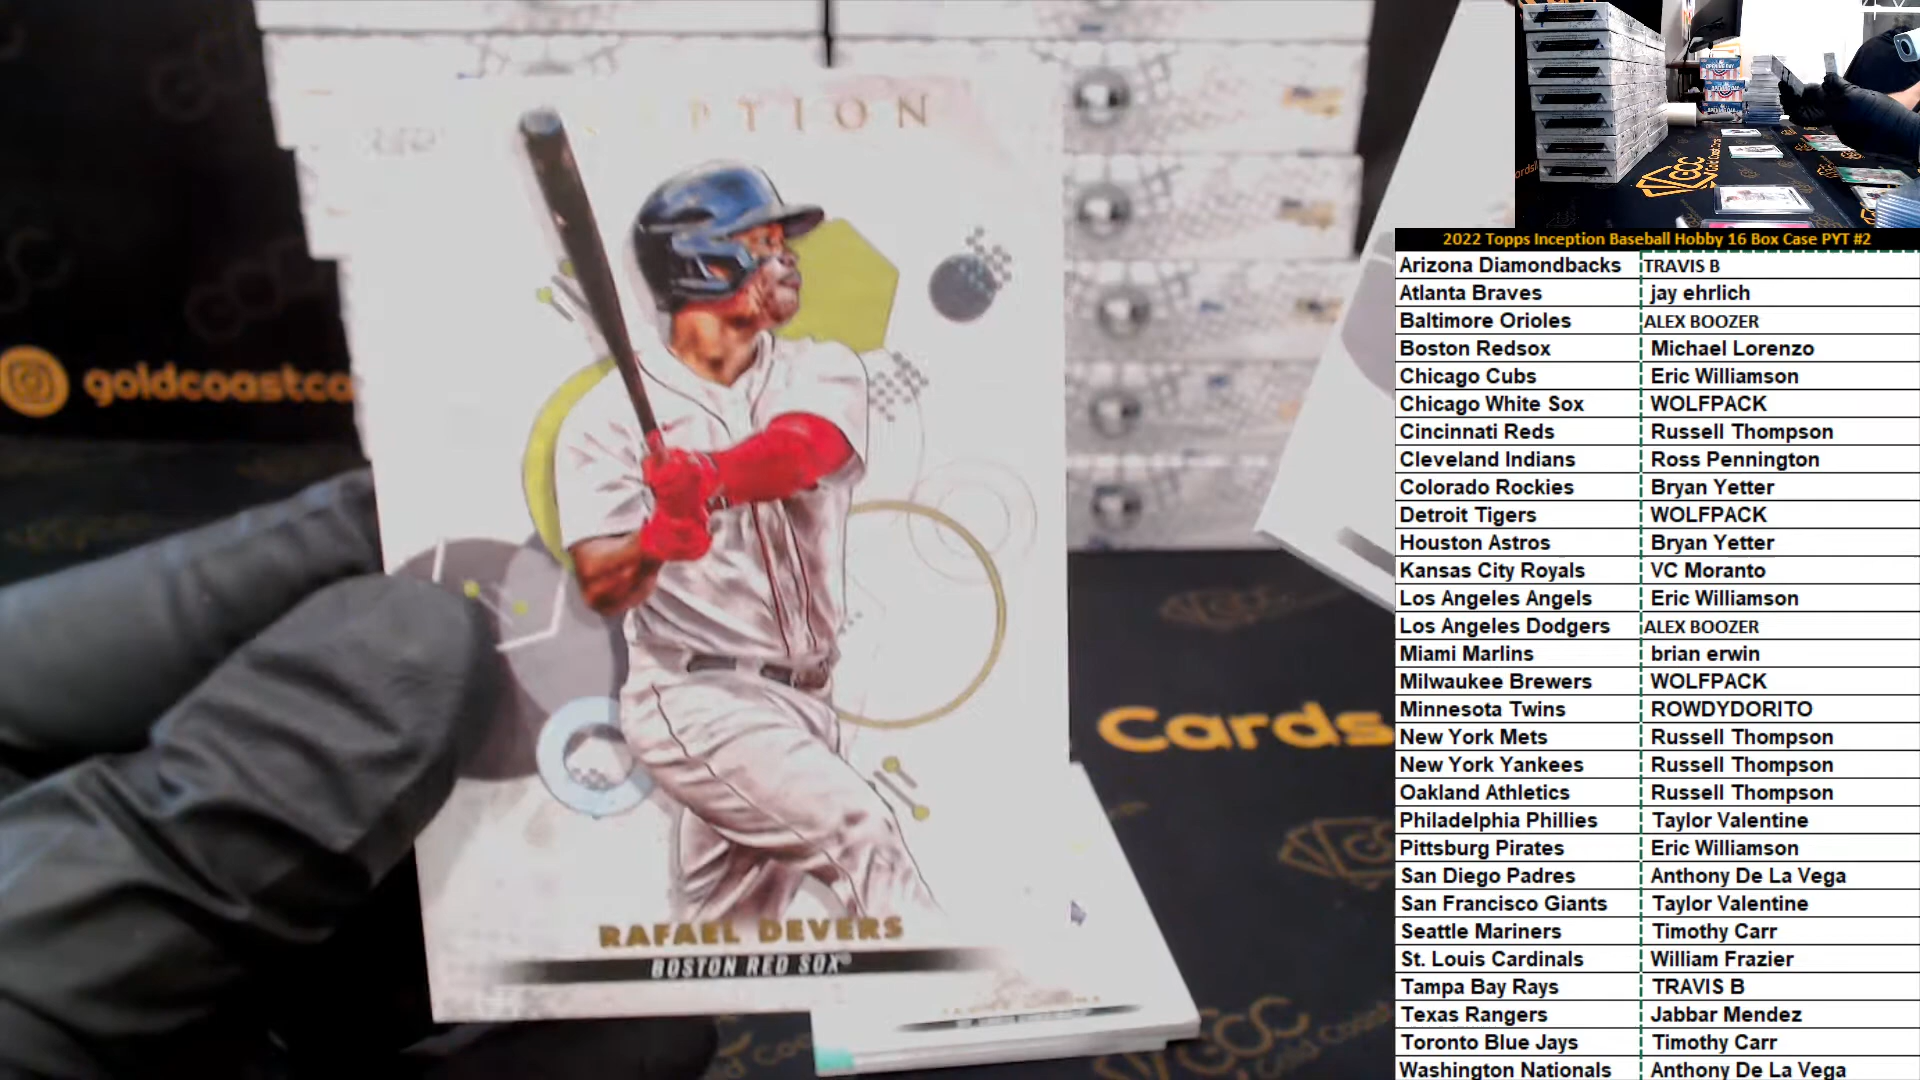 PTION
goldcoastca
RAFAEL DEVERS
BOSTON RED SOX
Cards
GCC
OPENING DAY
OPENING DAY
2022 Topps Inception Baseball Hobby 16 Box Case PYT #2
Arizona Diamondbacks TRAVIS B
Atlanta Braves jay ehrlich
Baltimore Orioles ALEX BOOZER
Boston Redsox Michael Lorenzo
Chicago Cubs Eric Williamson
Chicago White Sox WOLFPACK
Cincinnati Reds Russell Thompson
Cleveland Indians Ross Pennington
Colorado Rockies Bryan Yetter
Detroit Tigers WOLFPACK
Houston Astros Bryan Yetter
Kansas City Royals VC Moranto
Los Angeles Angels Eric Williamson
Los Angeles Dodgers ALEX BOOZER
Miami Marlins brian erwin
Milwaukee Brewers WOLFPACK
Minnesota Twins ROWDYDORITO
New York Mets Russell Thompson
New York Yankees Russell Thompson
Oakland Athletics Russell Thompson
Philadelphia Phillies Taylor Valentine
Pittsburg Pirates Eric Williamson
San Diego Padres Anthony De La Vega
San Francisco Giants Taylor Valentine
Seattle Mariners Timothy Carr
St. Louis Cardinals William Frazier
Tampa Bay Rays TRAVIS B
Texas Rangers Jabbar Mendez
Toronto Blue Jays Timothy Carr
Washington Nationals Anthony De La Vega